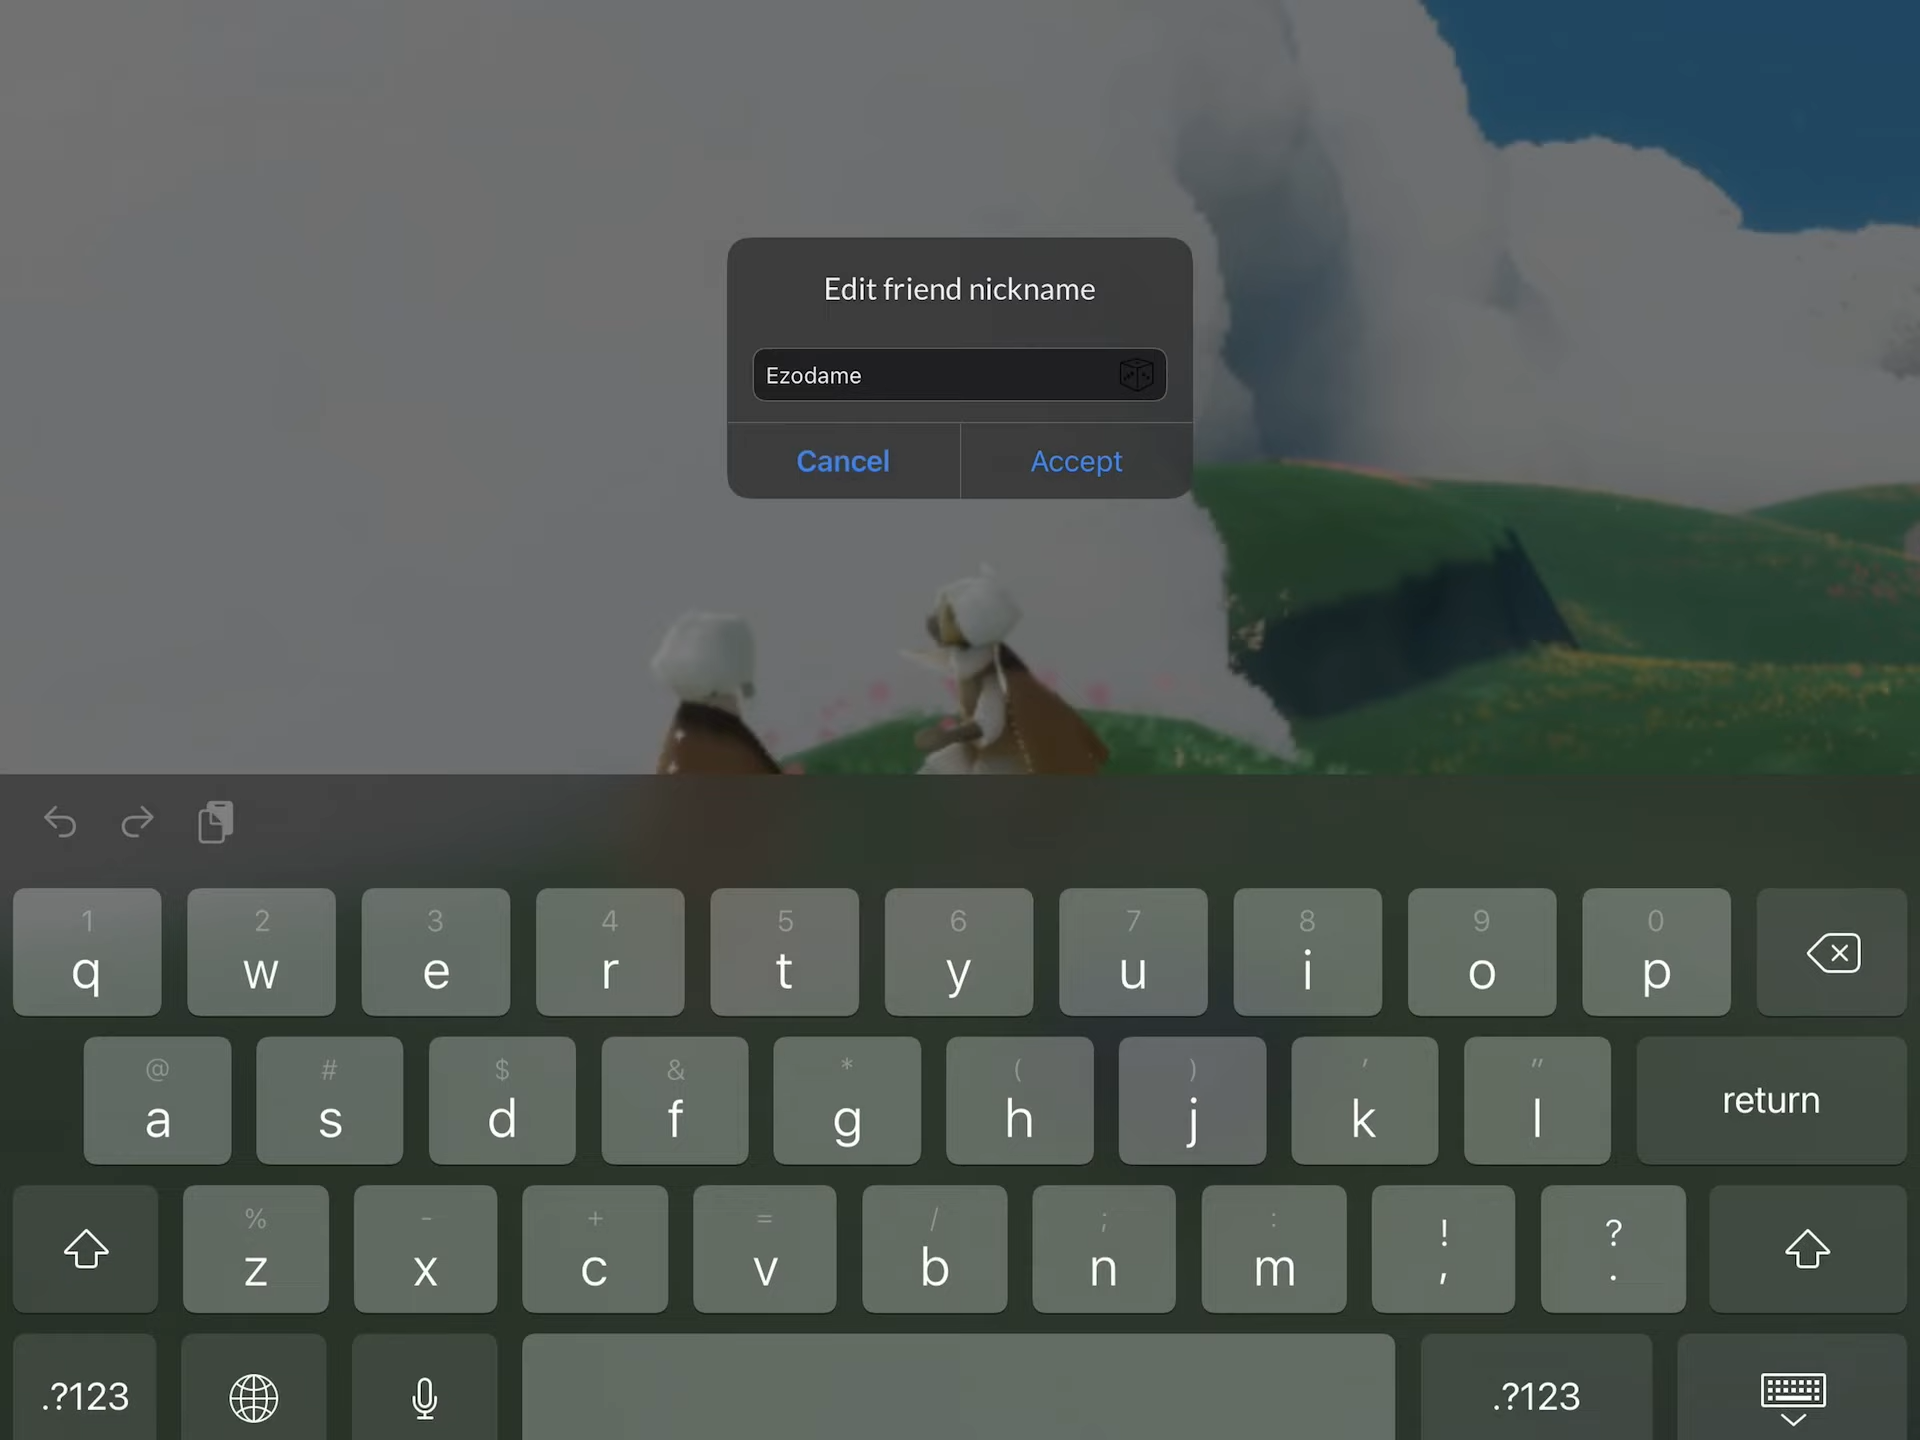 Edit friend nickname
Ezodame
Cancel Accept
1 2 3 4 5 6 7 8 9 0
q w e r t y u i o p
@ # $ & * ( ) ' "
a s d f g h j k l return
% - + = / ; : ! ?
z x c v b n m , .
.?123 .?123